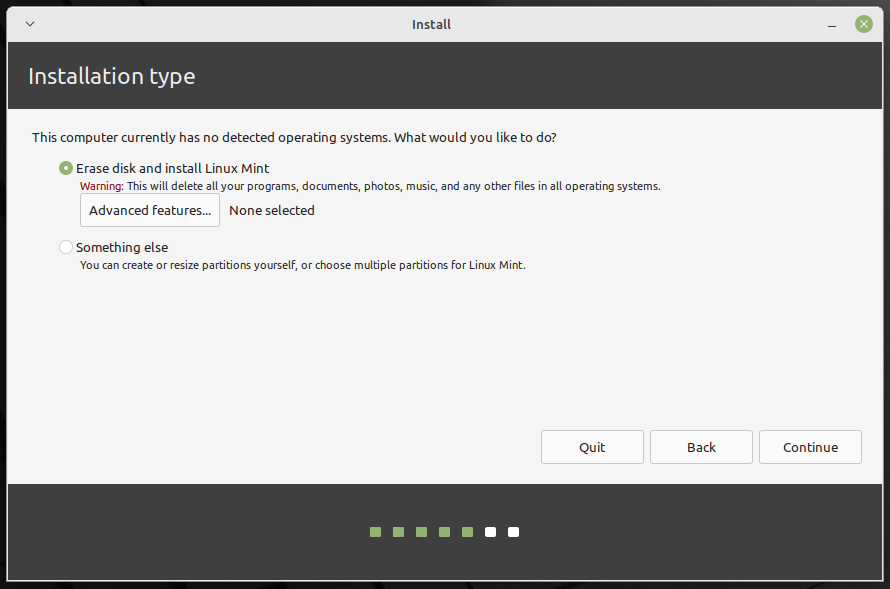 Install
Installation type
This computer currently has no detected operating systems. What would you like to do?
Erase disk and install Linux Mint
Warning: This will delete all your programs, documents, photos, music, and any other files in all operating systems.
Advanced features... None selected
Something else
You can create or resize partitions yourself, or choose multiple partitions for Linux Mint.
Quit Back Continue